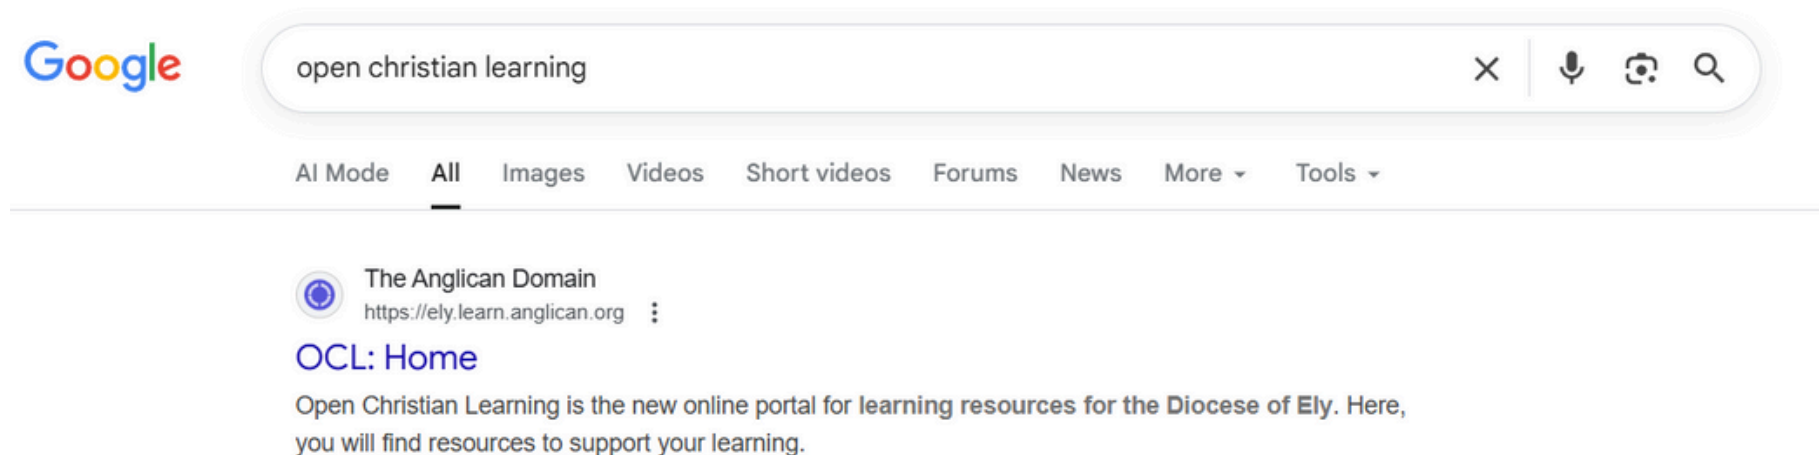 Google
open christian learning
AI Mode All Images Videos Short videos Forums News More Tools
The Anglican Domain
https://ely.learn.anglican.org
OCL: Home
Open Christian Learning is the new online portal for learning resources for the Diocese of Ely. Here,
you will find resources to support your learning.